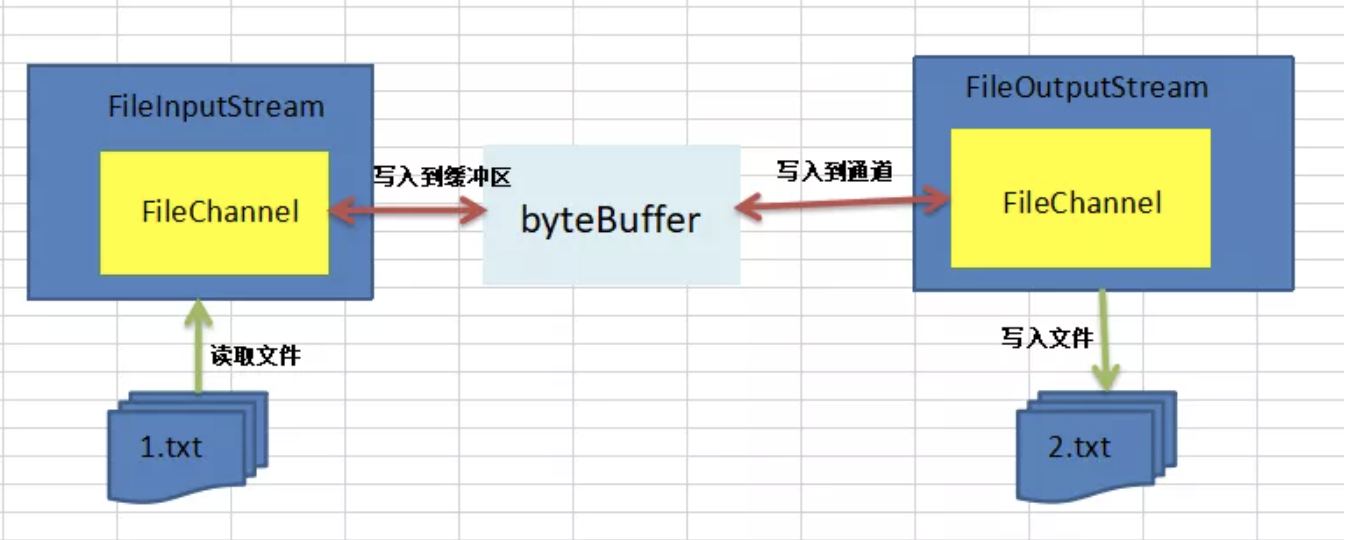 FileInputStream
FileChannel
写入到缓冲区
byteBuffer
写入到通道
FileOutputStream
FileChannel
读取文件
写入文件
1.txt
2.txt